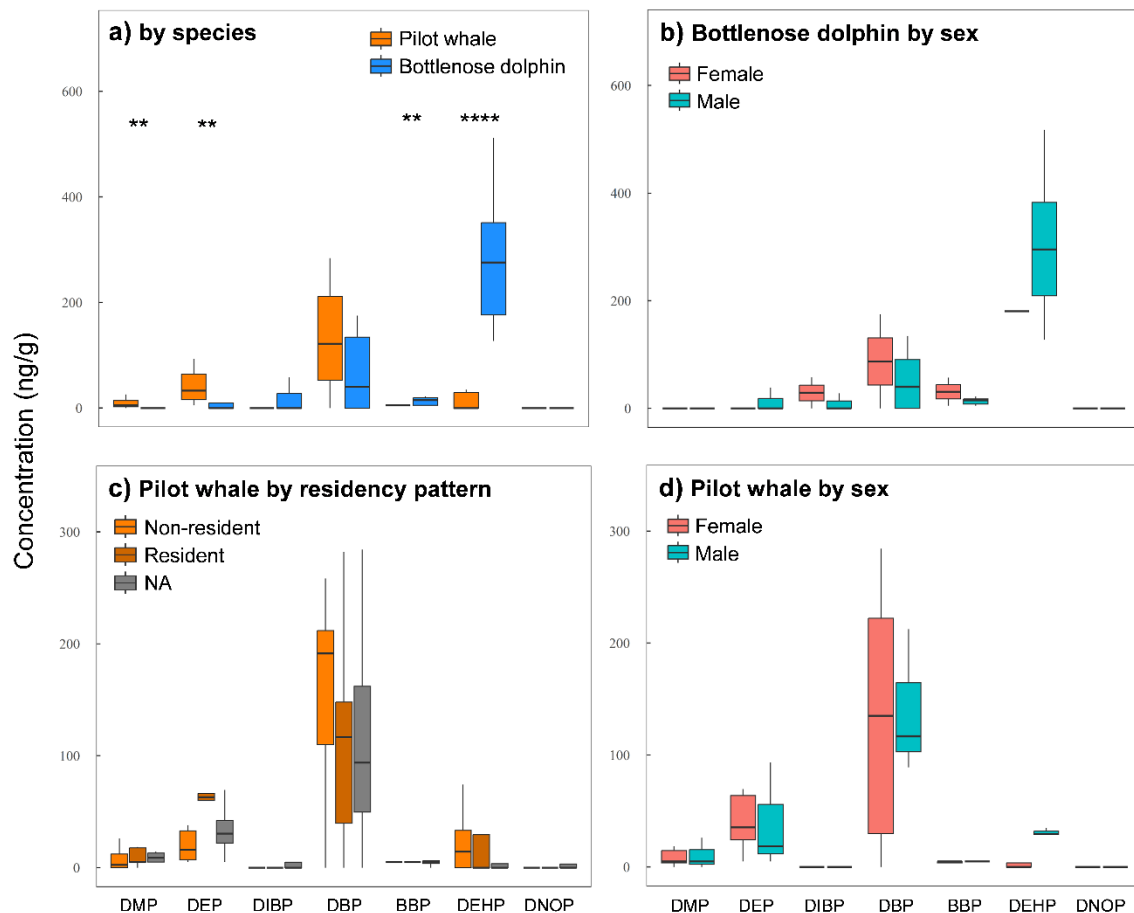 a) by species
Pilot whale
Bottlenose dolphin
600
400
200
0
** ** ** ****
b) Bottlenose dolphin by sex
Female
Male
600
400
200
0
Concentration (ng/g)
c) Pilot whale by residency pattern
Non-resident
Resident
NA
300
200
100
0
DMP DEP DIBP DBP BBP DEHP DNOP
d) Pilot whale by sex
Female
Male
300
200
100
0
DMP DEP DIBP DBP BBP DEHP DNOP